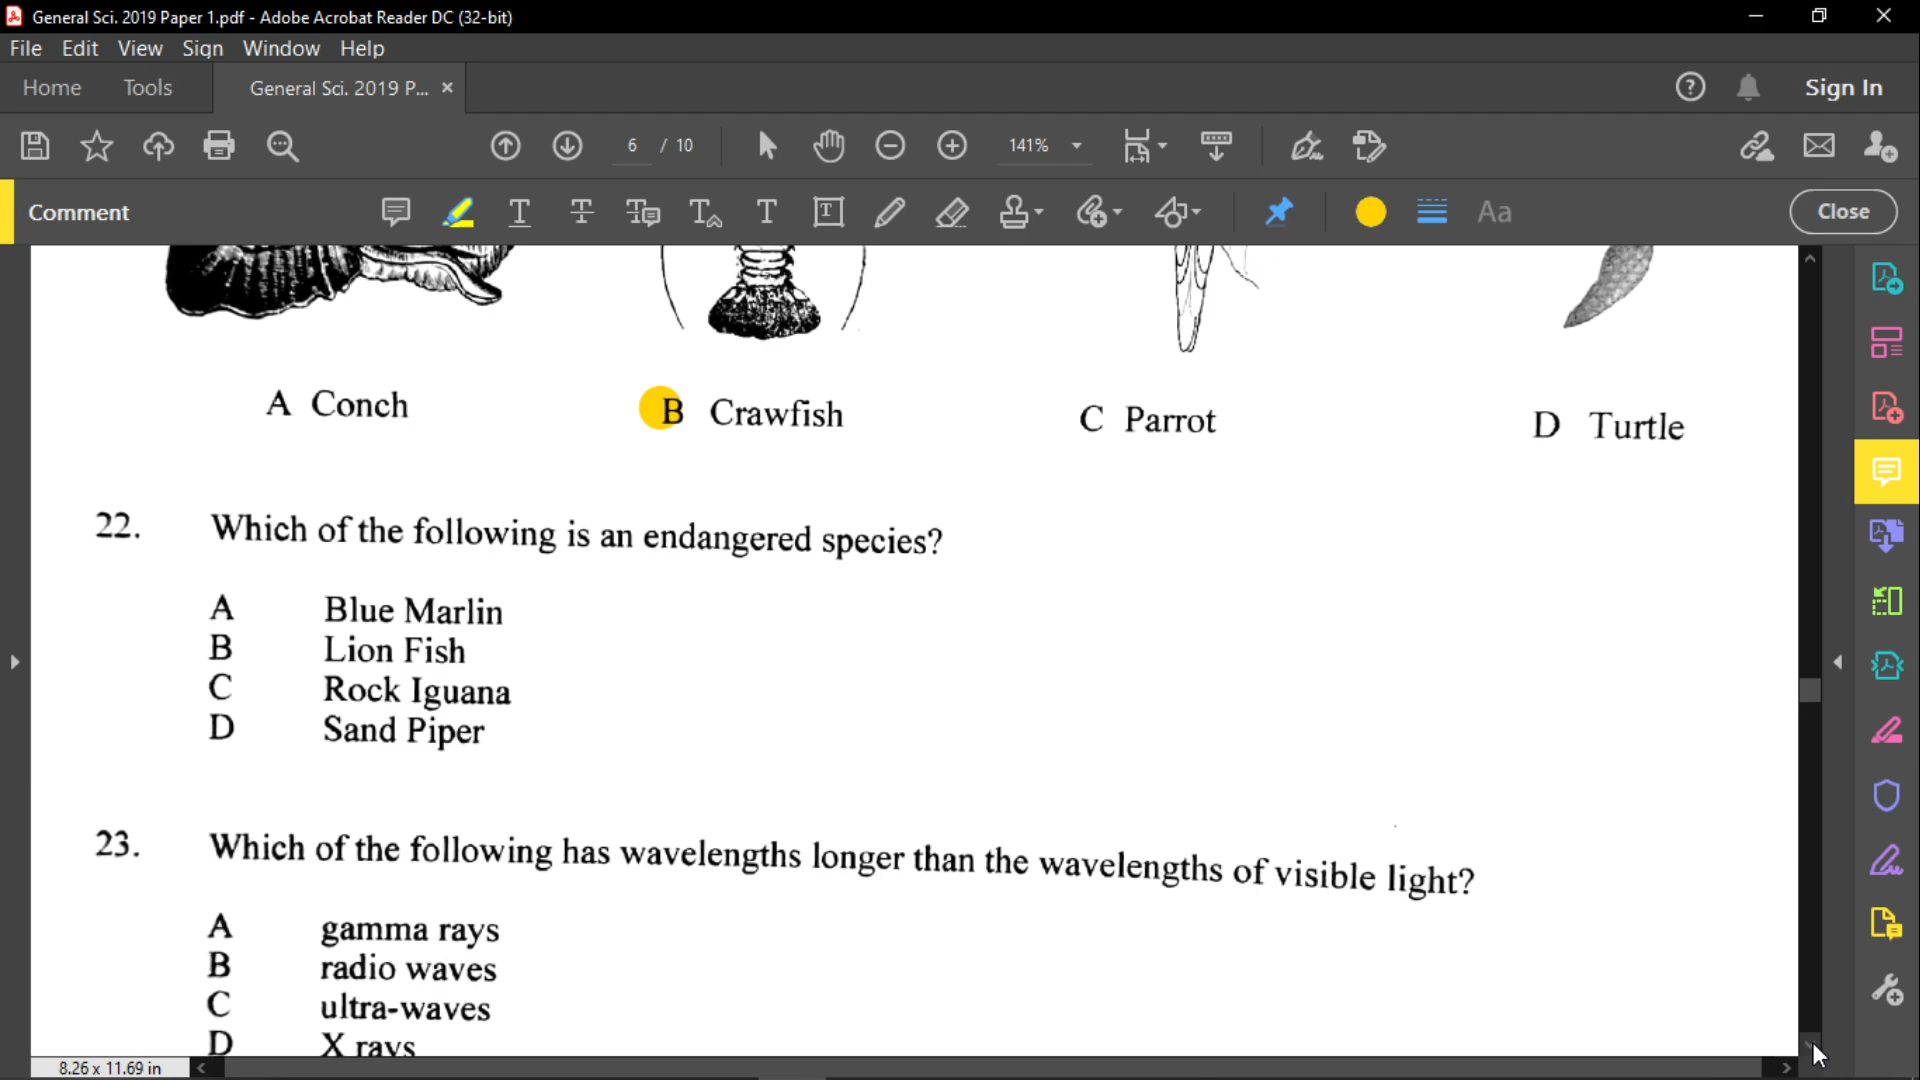 General Sci. 2019 Paper 1.pdf - Adobe Acrobat Reader DC (32-bit)
File Edit View Sign Window Help
Home Tools General Sci. 2019 P... × Sign In
6 / 10 141%
Comment Aa Close
A Conch B Crawfish C Parrot D Turtle
22. Which of the following is an endangered species?
A Blue Marlin
B Lion Fish
C Rock Iguana
D Sand Piper
23. Which of the following has wavelengths longer than the wavelengths of visible light?
A gamma rays
B radio waves
C ultra-waves
D X rays
8.26 x 11.69 in